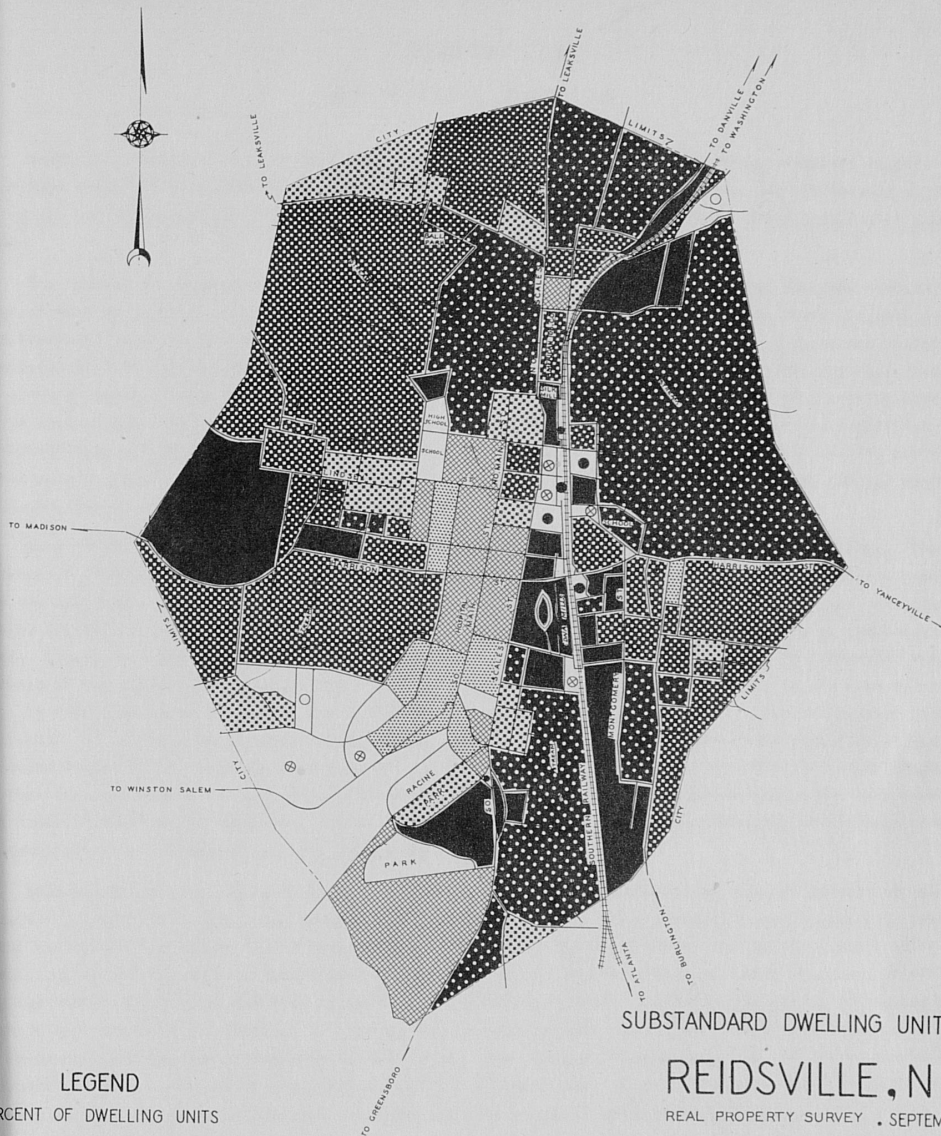 TO LEAKSVILLE
TO LEAKSVILLE
CITY
LIMITS
TO DANVILLE
TO WASHINGTON
HIGH
SCHOOL
SCHOOL
SCHOOL
TO MADISON
HARRISON
TO YANCEYVILLE
LIMITS
LIMITS
MONTGOMERY
SOUTHERN RAILWAY
CITY
CITY
TO WINSTON SALEM
RACINE
PARK
SO
PARK
TO BURLINGTON
TO ATLANTA
TO GREENSBORO
SUBSTANDARD DWELLING UNIT
REIDSVILLE, N
REAL PROPERTY SURVEY . SEPTEM
LEGEND
RCENT OF DWELLING UNITS